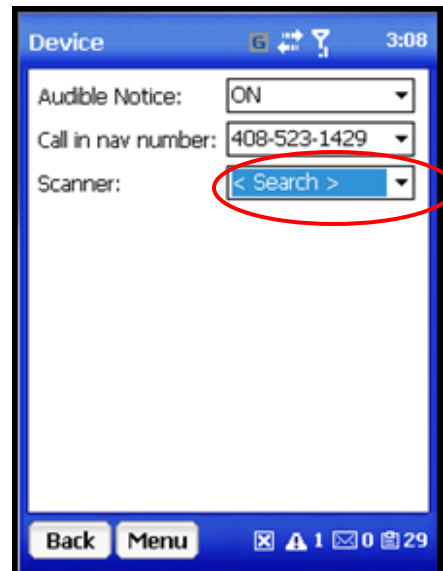 Device G 3:08
Audible Notice: ON
Call in nav number: 408-523-1429
Scanner: < Search >
Back Menu 1 0 29